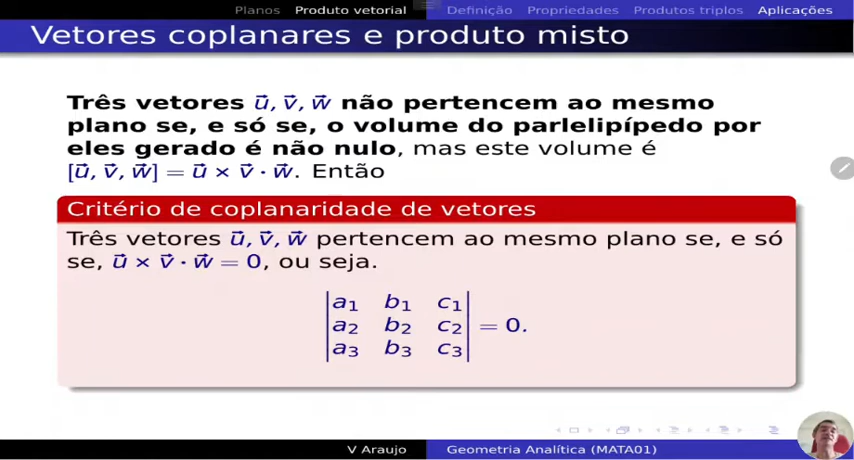 Planos Produto vetorial Definição Propriedades Produtos triplos Aplicações
Vetores coplanares e produto misto
Três vetores u⃗, v⃗, w⃗ não pertencem ao mesmo
plano se, e só se, o volume do parlelipípedo por
eles gerado é não nulo, mas este volume é
[u⃗, v⃗, w⃗] = u⃗ × v⃗ · w⃗. Então
Critério de coplanaridade de vetores
Três vetores u⃗, v⃗, w⃗ pertencem ao mesmo plano se, e só
se, u⃗ × v⃗ · w⃗ = 0, ou seja.
|a₁ b₁ c₁|
|a₂ b₂ c₂| = 0.
|a₃ b₃ c₃|
V Araujo Geometria Analítica (MATA01)